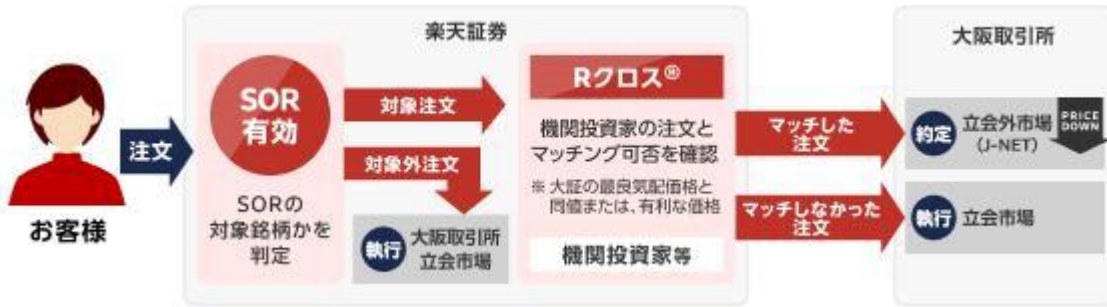 お客様
注文
楽天証券
SOR
有効
SORの
対象銘柄かを
判定
対象注文
対象外注文
執行
大阪取引所
立会市場
Rクロス®
機関投資家の注文と
マッチング可否を確認
※ 大証の最良気配価格と
同値または、有利な価格
機関投資家等
マッチした
注文
マッチしなかった
注文
大阪取引所
約定
立会外市場
(J-NET)
PRICE
DOWN
執行
立会市場